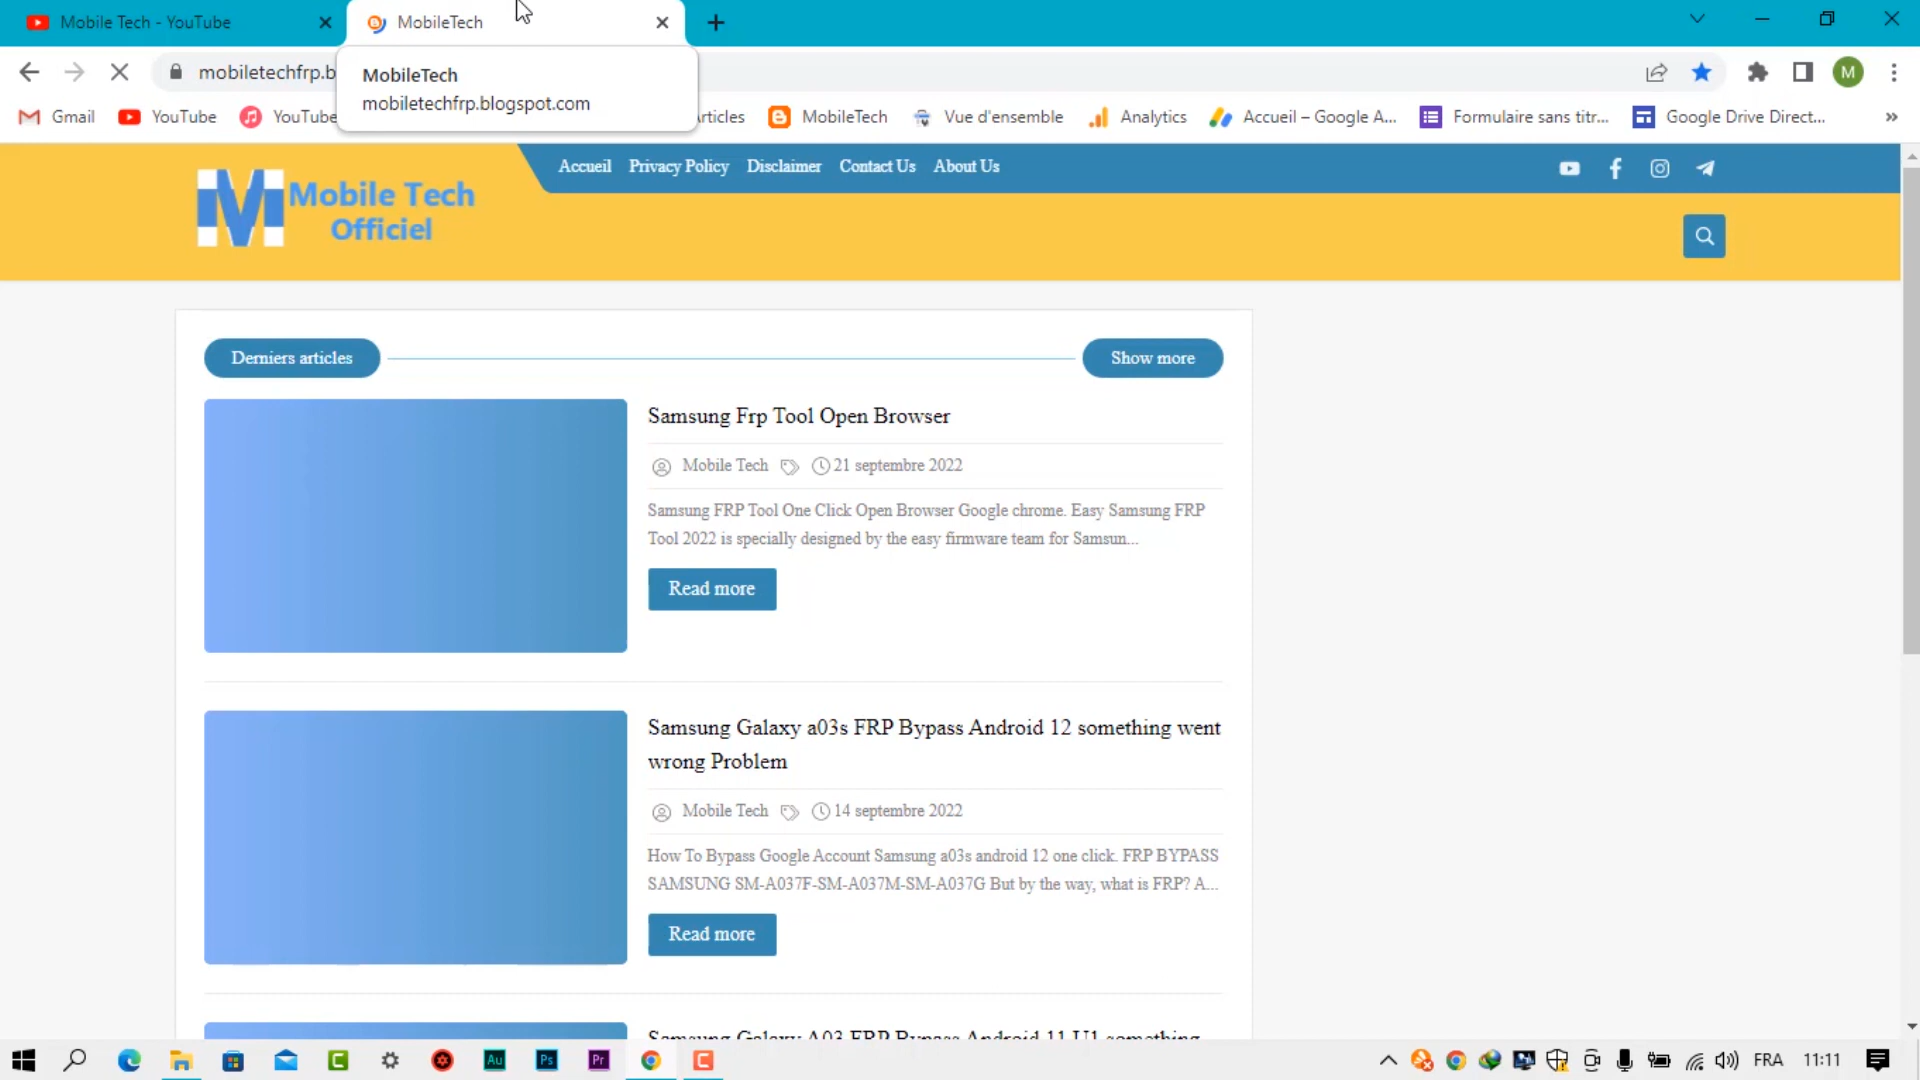 Mobile Tech - YouTube
MobileTech
mobiletechfrp.b
MobileTech
mobiletechfrp.blogspot.com
Gmail
YouTube
YouTube
rticles
MobileTech
Vue d'ensemble
Analytics
Accueil – Google A...
Formulaire sans titr...
Google Drive Direct...
»
M
Mobile Tech
Officiel
Accueil
Privacy Policy
Disclaimer
Contact Us
About Us
Derniers articles
Show more
Samsung Frp Tool Open Browser
Mobile Tech
21 septembre 2022
Samsung FRP Tool One Click Open Browser Google chrome. Easy Samsung FRP
Tool 2022 is specially designed by the easy firmware team for Samsun...
Read more
Samsung Galaxy a03s FRP Bypass Android 12 something went
wrong Problem
Mobile Tech
14 septembre 2022
How To Bypass Google Account Samsung a03s android 12 one click. FRP BYPASS
SAMSUNG SM-A037F-SM-A037M-SM-A037G But by the way, what is FRP? A...
Read more
Samsung Galaxy A03 FRP Bypass Android 11 U1 something
Au
Ps
Pr
FRA
11:11